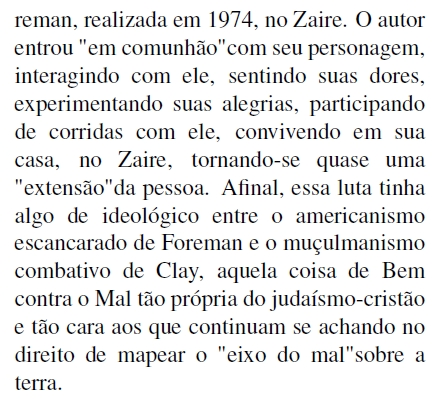 reman, realizada em 1974, no Zaire. O autor
entrou "em comunhão"com seu personagem,
interagindo com ele, sentindo suas dores,
experimentando suas alegrias, participando
de corridas com ele, convivendo em sua
casa, no Zaire, tornando-se quase uma
"extensão"da pessoa. Afinal, essa luta tinha
algo de ideológico entre o americanismo
escancarado de Foreman e o muçulmanismo
combativo de Clay, aquela coisa de Bem
contra o Mal tão própria do judaísmo-cristão
e tão cara aos que continuam se achando no
direito de mapear o "eixo do mal"sobre a
terra.